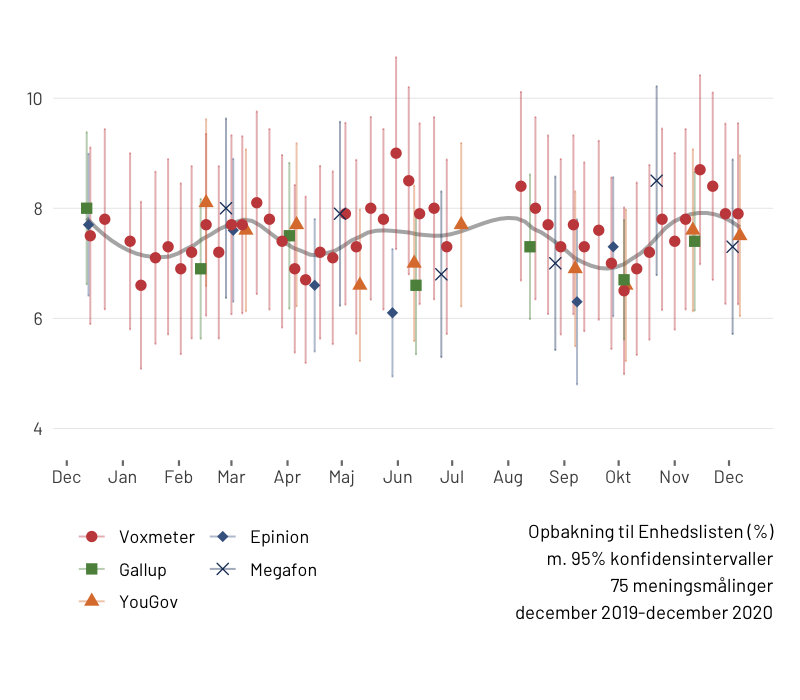 10
8
6
4
Dec Jan Feb Mar Apr Maj Jun Jul Aug Sep Okt Nov Dec
Voxmeter Epinion
Gallup Megafon
YouGov
Opbakning til Enhedslisten (%)
m. 95% konfidensintervaller
75 meningsmålinger
december 2019-december 2020